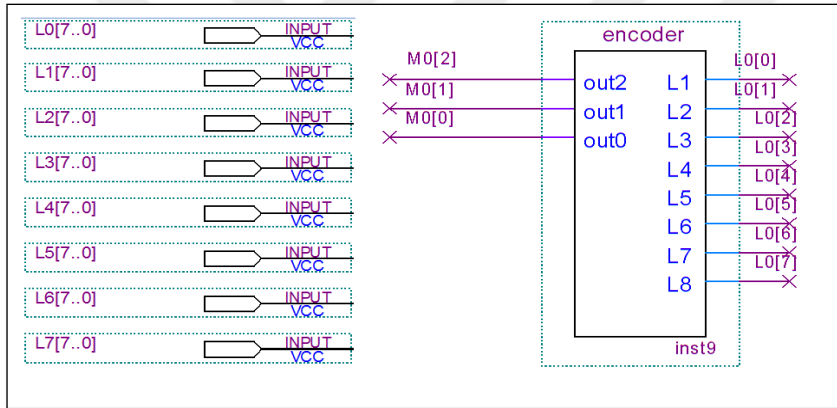 L0[7..0] INPUT
VCC
L1[7..0] INPUT
VCC
L2[7..0] INPUT
VCC
L3[7..0] INPUT
VCC
L4[7..0] INPUT
VCC
L5[7..0] INPUT
VCC
L6[7..0] INPUT
VCC
L7[7..0] INPUT
VCC
encoder
M0[2]
M0[1]
M0[0]
out2
out1
out0
L1
L2
L3
L4
L5
L6
L7
L8
L0[0]
L0[1]
L0[2]
L0[3]
L0[4]
L0[5]
L0[6]
L0[7]
inst9